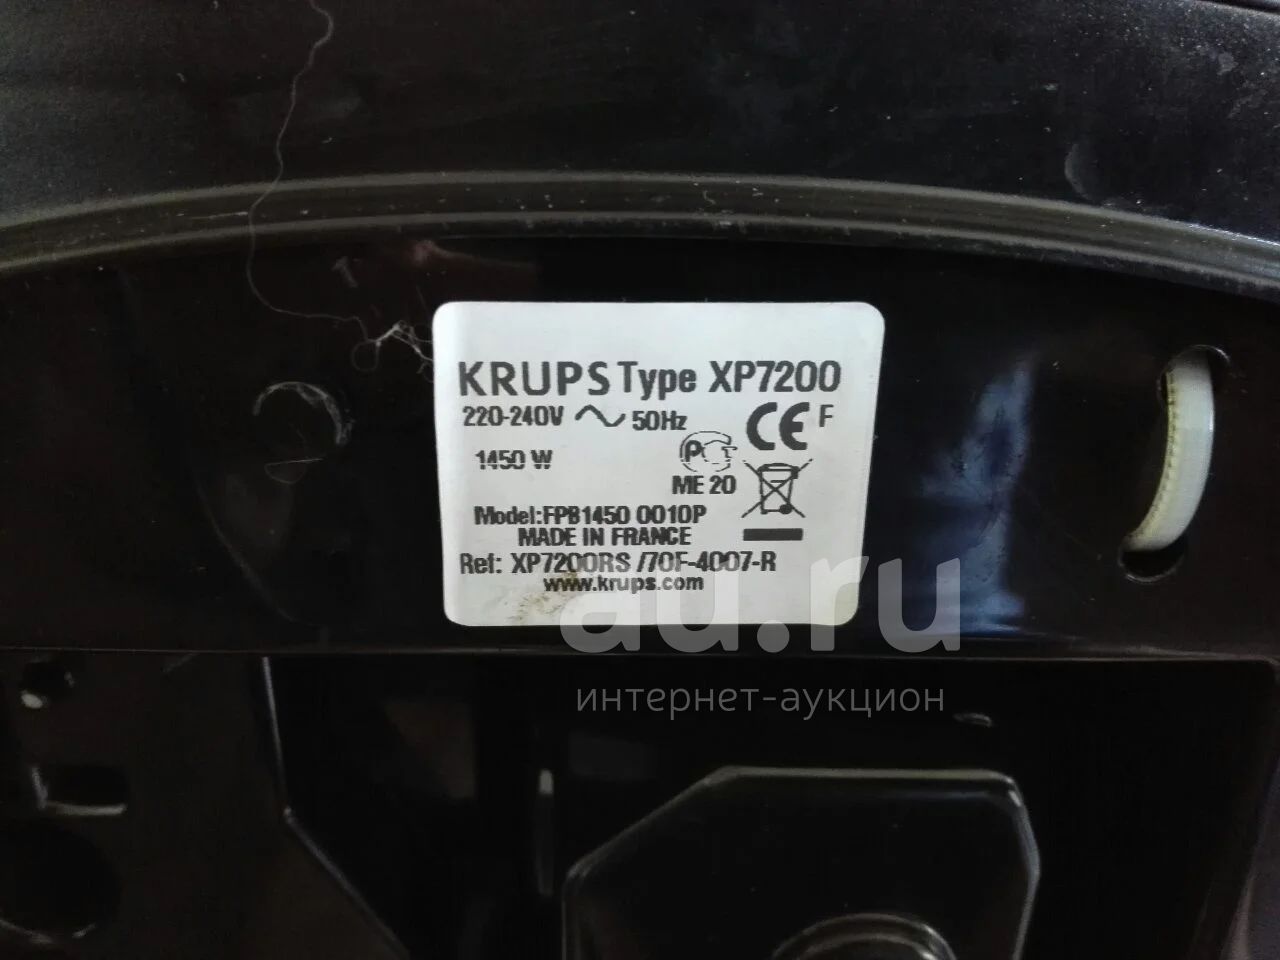 KRUPS Type XP7200
220-240V 50Hz
CE F
1450 W
PCT
ME 20
Model:FPB1450 0010P
MADE IN FRANCE
Ref: XP7200RS /70F-4007-R
www.krups.com
au.ru
интернет-аукцион